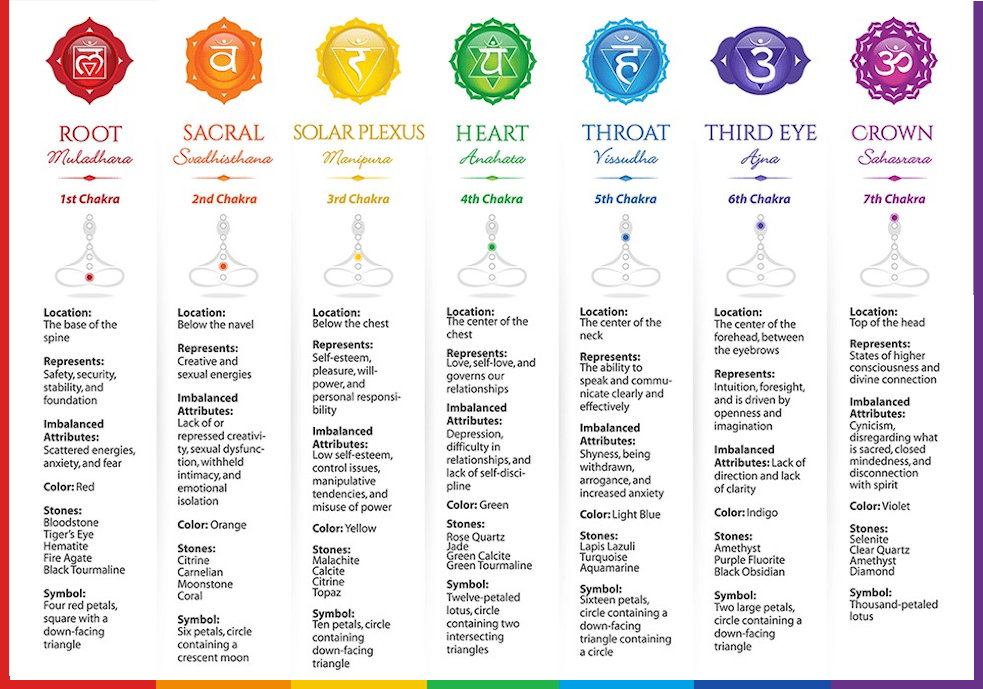 ल
व
र
य
ह
उ
ॐ
ROOT
Muladhara
1st Chakra
Location:
The base of the
spine
Represents:
Safety, security,
stability, and
foundation
Imbalanced
Attributes:
Scattered energies,
anxiety, and fear
Color: Red
Stones:
Bloodstone
Tiger's Eye
Hematite
Fire Agate
Black Tourmaline
Symbol:
Four red petals,
square with a
down-facing
triangle
SACRAL
Svadhisthana
2nd Chakra
Location:
Below the navel
Represents:
Creative and
sexual energies
Imbalanced
Attributes:
Lack of or
repressed creativi-
ty, sexual dysfunc-
tion, withheld
intimacy, and
emotional
isolation
Color: Orange
Stones:
Citrine
Carnelian
Moonstone
Coral
Symbol:
Six petals, circle
containing a
crescent moon
SOLAR PLEXUS
Manipura
3rd Chakra
Location:
Below the chest
Represents:
Self-esteem,
pleasure, will-
power, and
personal responsi-
bility
Imbalanced
Attributes:
Low self-esteem,
control issues,
manipulative
tendencies, and
misuse of power
Color: Yellow
Stones:
Malachite
Calcite
Citrine
Topaz
Symbol:
Ten petals, circle
containing
down-facing
triangle
HEART
Anahata
4th Chakra
Location:
The center of the
chest
Represents:
Love, self-love, and
governs our
relationships
Imbalanced
Attributes:
Depression,
difficulty in
relationships, and
lack of self-disci-
pline
Color: Green
Stones:
Rose Quartz
Jade
Green Calcite
Green Tourmaline
Symbol:
Twelve-petaled
lotus, circle
containing two
intersecting
triangles
THROAT
Vissudha
5th Chakra
Location:
The center of the
neck
Represents:
The ability to
speak and commu-
nicate clearly and
effectively
Imbalanced
Attributes:
Shyness, being
withdrawn,
arrogance, and
increased anxiety
Color: Light Blue
Stones:
Lapis Lazuli
Turquoise
Aquamarine
Symbol:
Sixteen petals,
circle containing a
down-facing
triangle containing
a circle
THIRD EYE
Ajna
6th Chakra
Location:
The center of the
forehead, between
the eyebrows
Represents:
Intuition, foresight,
and is driven by
openness and
imagination
Imbalanced
Attributes: Lack of
direction and lack
of clarity
Color: Indigo
Stones:
Amethyst
Purple Fluorite
Black Obsidian
Symbol:
Two large petals,
circle containing a
down-facing
triangle
CROWN
Sahasrara
7th Chakra
Location:
Top of the head
Represents:
States of higher
consciousness and
divine connection
Imbalanced
Attributes:
Cynicism,
disregarding what
is sacred, closed
mindedness, and
disconnection
with spirit
Color: Violet
Stones:
Selenite
Clear Quartz
Amethyst
Diamond
Symbol:
Thousand-petaled
lotus